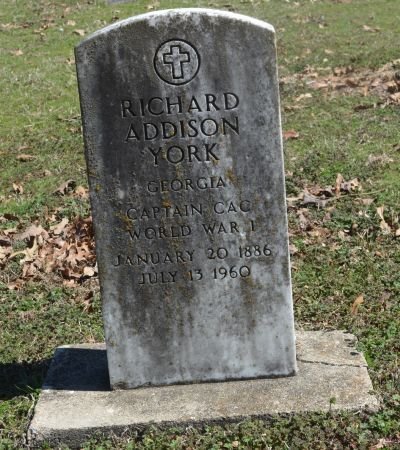 RICHARD
ADDISON
YORK
GEORGIA
CAPTAIN CAC
WORLD WAR I
JANUARY 20 1886
JULY 13 1960